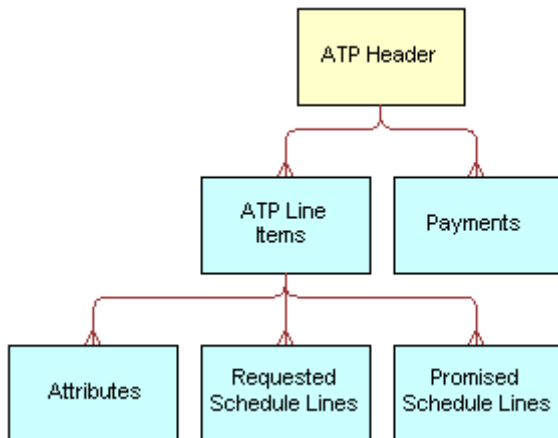 ATP Header
ATP Line
Items
Payments
Attributes
Requested
Schedule Lines
Promised
Schedule Lines